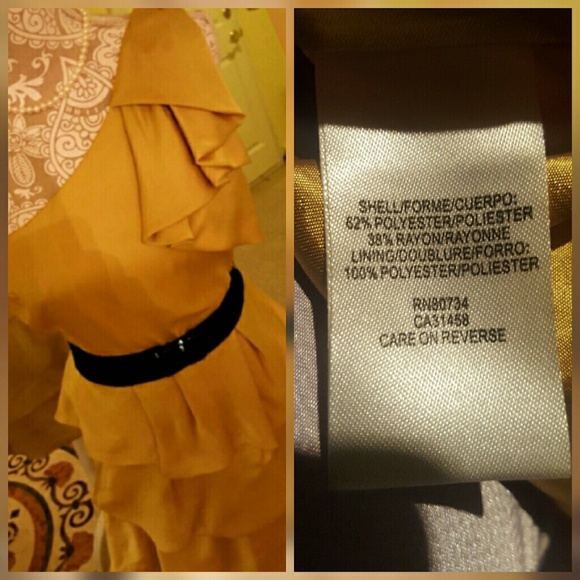 SHELL/FORME/CUERPO:
62% POLYESTER/POLIESTER
38% RAYON/RAYONNE
LINING/DOUBLURE/FORRO:
100% POLYESTER/POLIESTER
RN80734
CA31458
CARE ON REVERSE